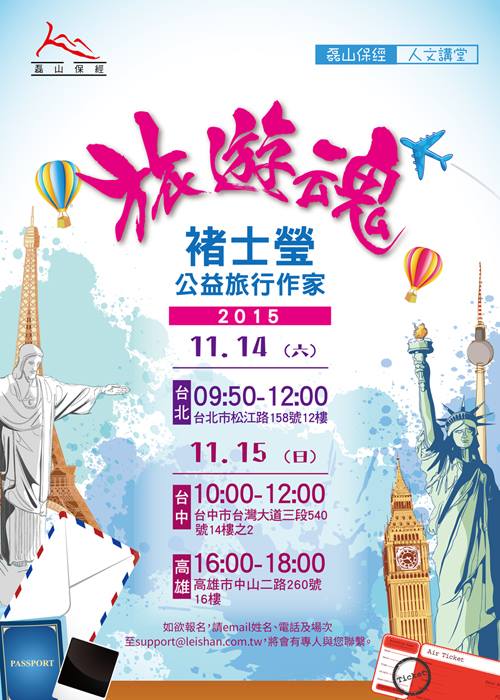 磊山保經
磊山保經 人文講堂
旅遊魂
褚士瑩
公益旅行作家
2015
11.14（六）
台北
09:50-12:00
台北市松江路158號12樓
11.15（日）
台中
10:00-12:00
台中市台灣大道三段540
號14樓之2
高雄
16:00-18:00
高雄市中山二路260號
16樓
如欲報名，請email姓名、電話及場次
至support@leishan.com.tw，將會有專人與您聯繫。
PASSPORT
Air Ticket
Ticket